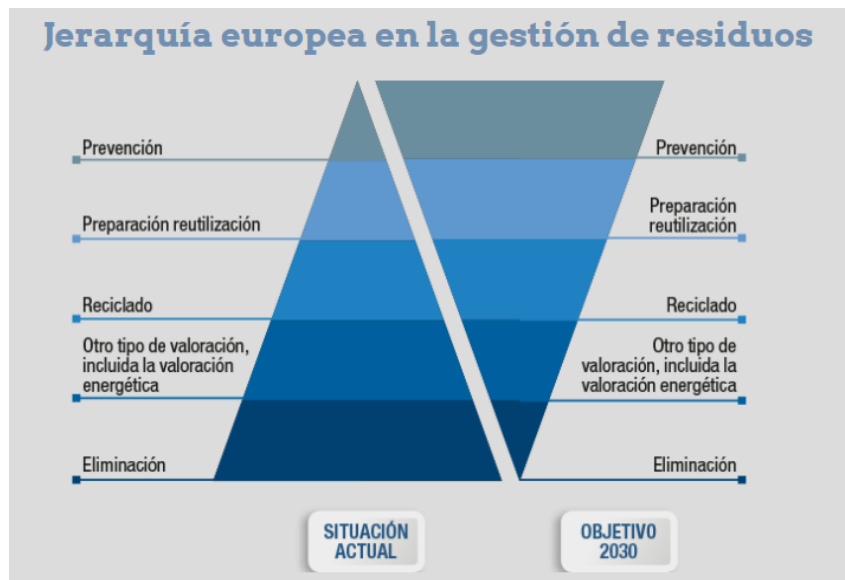 Jerarquía europea en la gestión de residuos
Prevención
Preparación reutilización
Reciclado
Otro tipo de valoración,
incluida la valoración
energética
Eliminación
Prevención
Preparación
reutilización
Reciclado
Otro tipo de
valoración, incluida la
valoración energética
Eliminación
SITUACIÓN
ACTUAL
OBJETIVO
2030